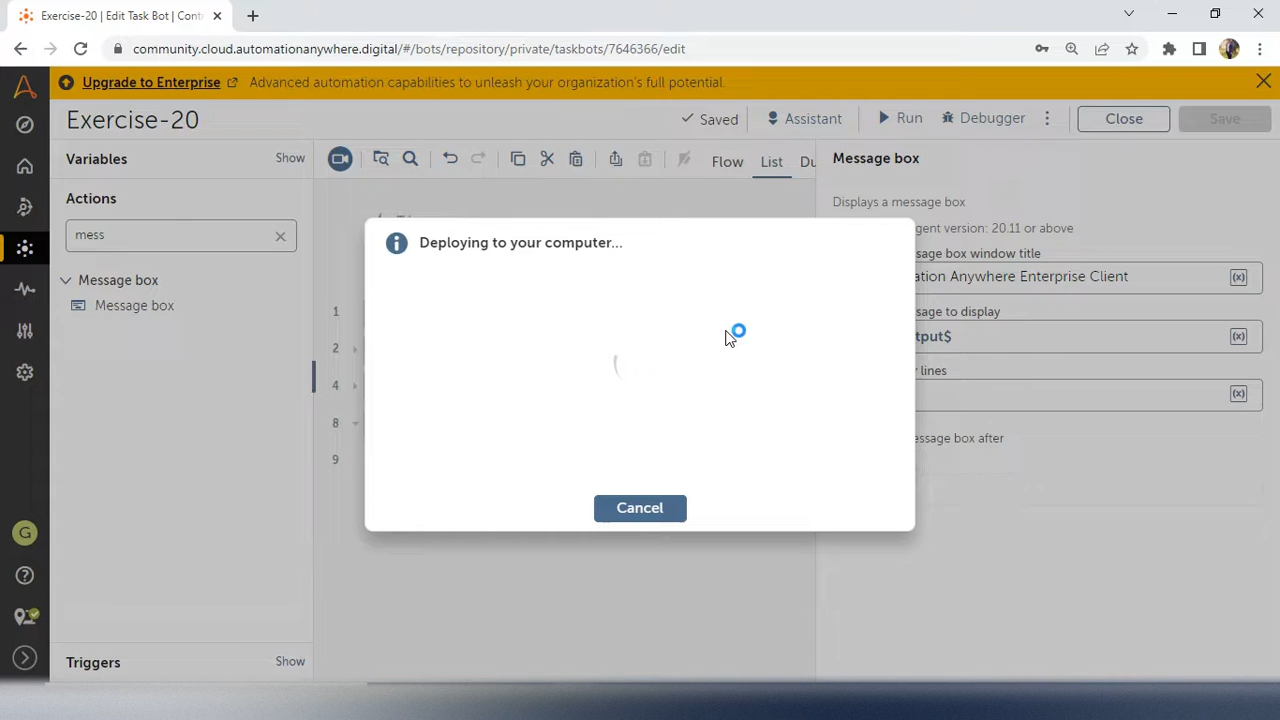 Exercise-20 | Edit Task Bot | Cont
community.cloud.automationanywhere.digital/#/bots/repository/private/taskbots/7646366/edit
Upgrade to Enterprise Advanced automation capabilities to unleash your organization's full potential.
Exercise-20
Saved
Assistant
Run
Debugger
Close
Save
Variables
Show
Flow
List
Du
Message box
Actions
Displays a message box
mess
gent version: 20.11 or above
Deploying to your computer...
sage box window title
ation Anywhere Enterprise Client
Message box
Message box
1
sage to display
tput$
2
lines
4
8
essage box after
9
Cancel
G
Triggers
Show